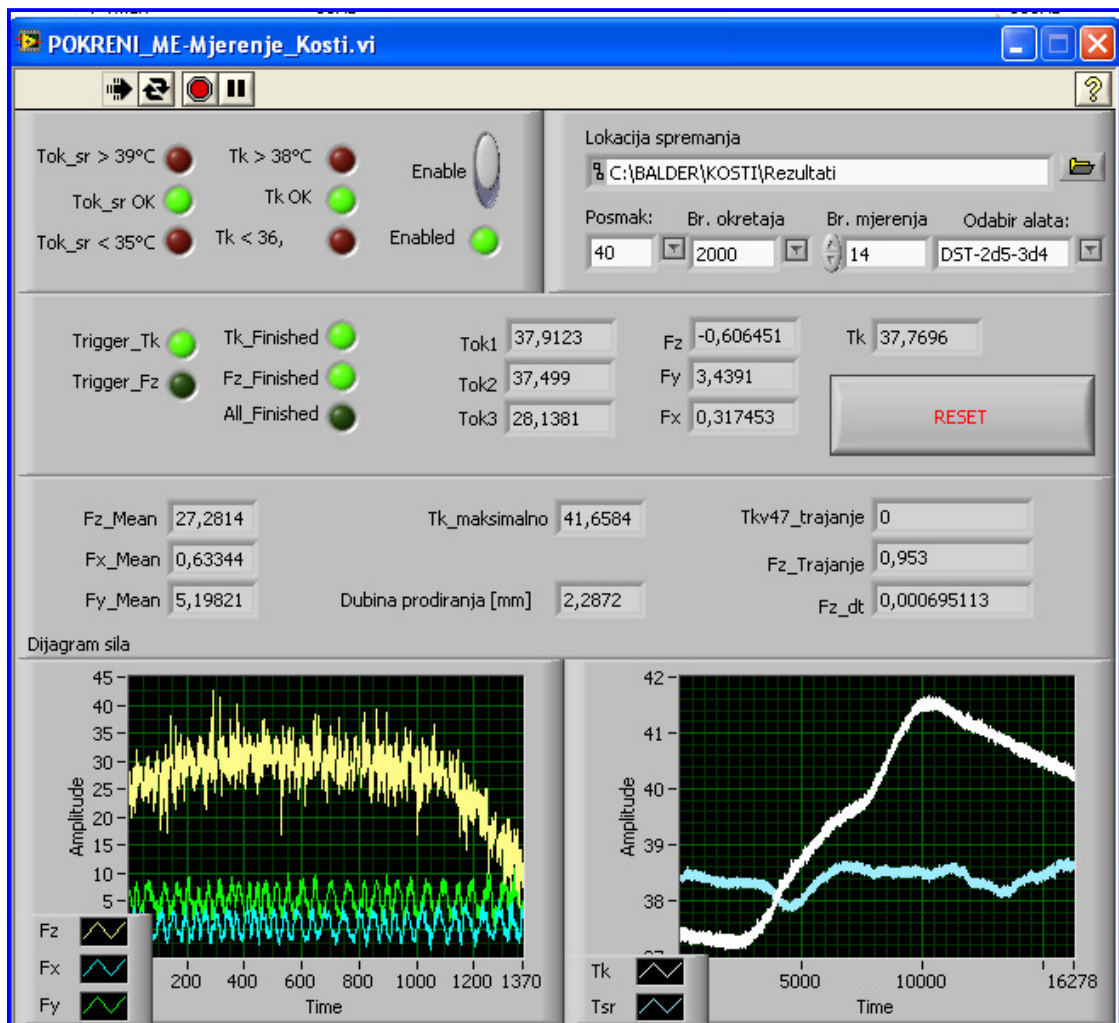 POKRENI_ME-Mjerenje_Kosti.vi
?
Tok_sr > 39°C
Tk > 38°C
Enable
Tok_sr OK
Tk OK
Tok_sr < 35°C
Tk < 36,
Enabled
Lokacija spremanja
C:\BALDER\KOSTI\Rezultati
Posmak: Br. okretaja Br. mjerenja Odabir alata:
40 2000 14 DST-2d5-3d4
Trigger_Tk
Tk_Finished
Tok1 37,9123
Fz -0,606451
Tk 37,7696
Trigger_Fz
Fz_Finished
Tok2 37,499
Fy 3,4391
All_Finished
Tok3 28,1381
Fx 0,317453
RESET
Fz_Mean 27,2814
Tk_maksimalno 41,6584
Tkv47_trajanje 0
Fx_Mean 0,63344
Fz_Trajanje 0,953
Fy_Mean 5,19821
Dubina prodiranja [mm] 2,2872
Fz_dt 0,000695113
Dijagram sila
45
40
35
30
25
20
15
10
5
Amplitude
200 400 600 800 1000 1200 1370
Time
Fz
Fx
Fy
42
41
40
39
38
Amplitude
5000 10000 16278
Time
Tk
Tsr